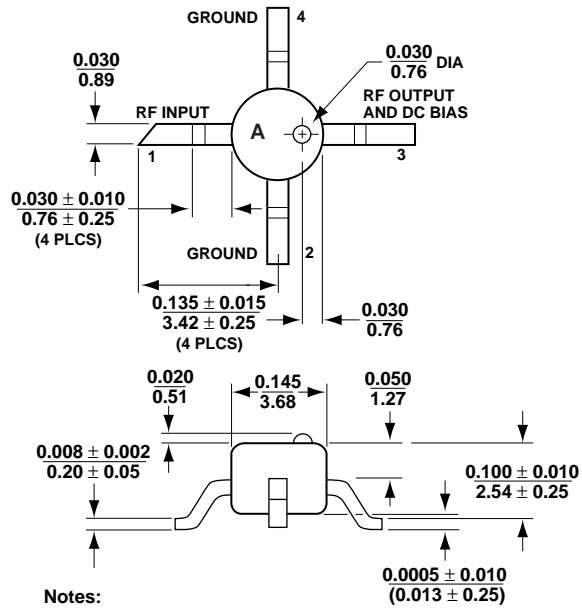 GROUND
4
0.030
0.89
0.030
0.76
DIA
RF INPUT
RF OUTPUT
AND DC BIAS
A
1
3
0.030 ± 0.010
0.76 ± 0.25
(4 PLCS)
GROUND
2
0.135 ± 0.015
3.42 ± 0.25
(4 PLCS)
0.030
0.76
0.020
0.51
0.145
3.68
0.050
1.27
0.008 ± 0.002
0.20 ± 0.05
0.100 ± 0.010
2.54 ± 0.25
0.0005 ± 0.010
(0.013 ± 0.25)
Notes: